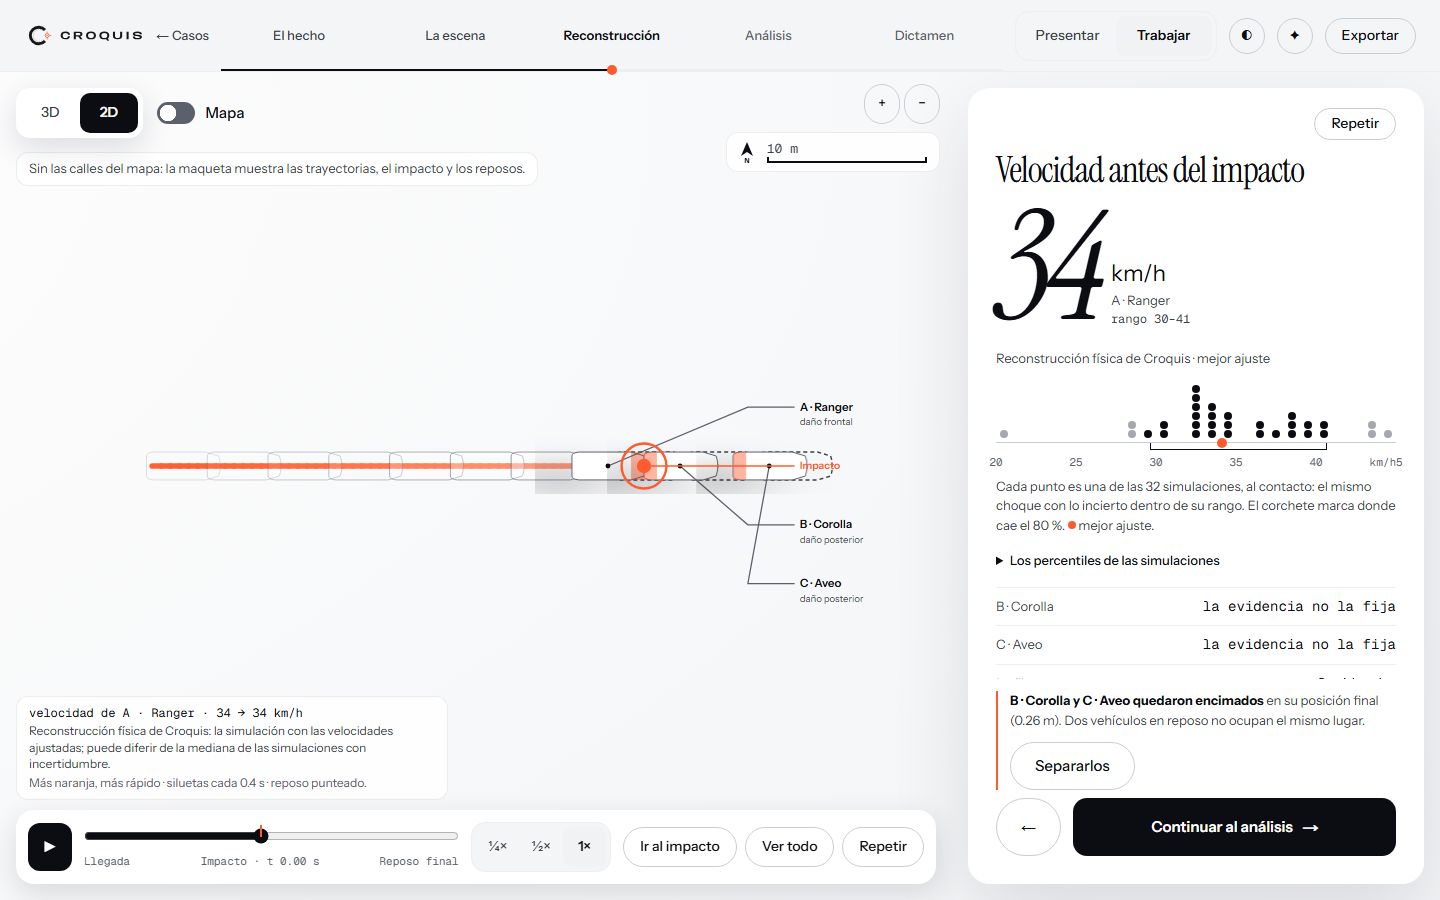 CROQUIS
← Casos
El hecho
La escena
Reconstrucción
Análisis
Dictamen
Presentar
Trabajar
Exportar
3D
2D
Mapa
+
−
Sin las calles del mapa: la maqueta muestra las trayectorias, el impacto y los reposos.
N
10 m
A · Ranger
daño frontal
Impacto
B · Corolla
daño posterior
C · Aveo
daño posterior
velocidad de A · Ranger · 34 → 34 km/h
Reconstrucción física de Croquis: la simulación con las velocidades
ajustadas; puede diferir de la mediana de las simulaciones con
incertidumbre.
Más naranja, más rápido · siluetas cada 0.4 s · reposo punteado.
Llegada
Impacto · t 0.00 s
Reposo final
¼×
½×
1×
Ir al impacto
Ver todo
Repetir
Repetir
Velocidad antes del impacto
34
km/h
A · Ranger
rango 30–41
Reconstrucción física de Croquis · mejor ajuste
20
25
30
35
40
km/h5
Cada punto es una de las 32 simulaciones, al contacto: el mismo
choque con lo incierto dentro de su rango. El corchete marca donde
cae el 80 %. mejor ajuste.
Los percentiles de las simulaciones
B · Corolla
la evidencia no la fija
C · Aveo
la evidencia no la fija
B · Corolla y C · Aveo quedaron encimados en su posición final
(0.26 m). Dos vehículos en reposo no ocupan el mismo lugar.
Separarlos
←
Continuar al análisis →